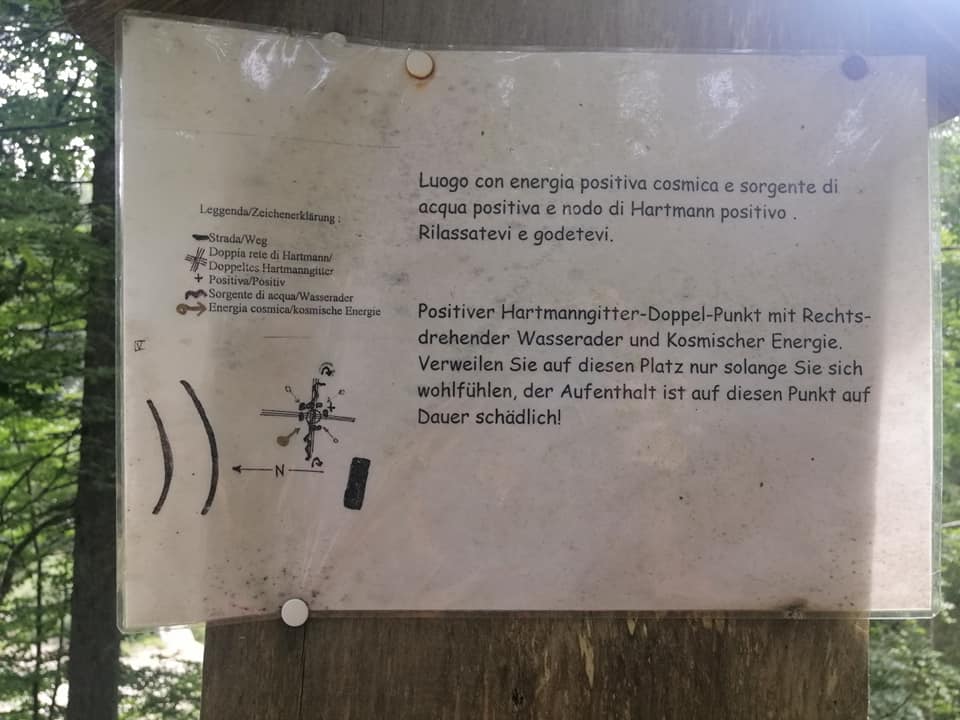 Leggenda/Zeichenerklärung :
Strada/Weg
Doppia rete di Hartmann/
Doppeltes Hartmanngitter
+ Positiva/Positiv
Sorgente di acqua/Wasserader
Energia cosmica/kosmische Energie
IV
N
Luogo con energia positiva cosmica e sorgente di
acqua positiva e nodo di Hartmann positivo .
Rilassatevi e godetevi.
Positiver Hartmanngitter-Doppel-Punkt mit Rechts-
drehender Wasserader und Kosmischer Energie.
Verweilen Sie auf diesen Platz nur solange Sie sich
wohlfühlen, der Aufenthalt ist auf diesen Punkt auf
Dauer schädlich!